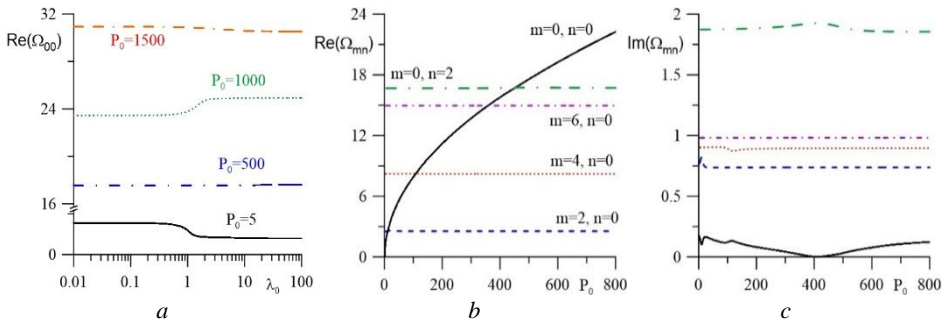 32
Re(Ω₀₀)
P₀=1500
P₀=1000
24
P₀=500
16
P₀=5
0
0.01 0.1 1 10 λ₀ 100
a
30
Re(Ωₘₙ)
m=0, n=0
24
m=0, n=2
18
m=6, n=0
12
m=4, n=0
6
m=2, n=0
0
0 200 400 600 P₀ 800
b
2
Im(Ωₘₙ)
1.5
1
0.5
0
0 200 400 600 P₀ 800
c